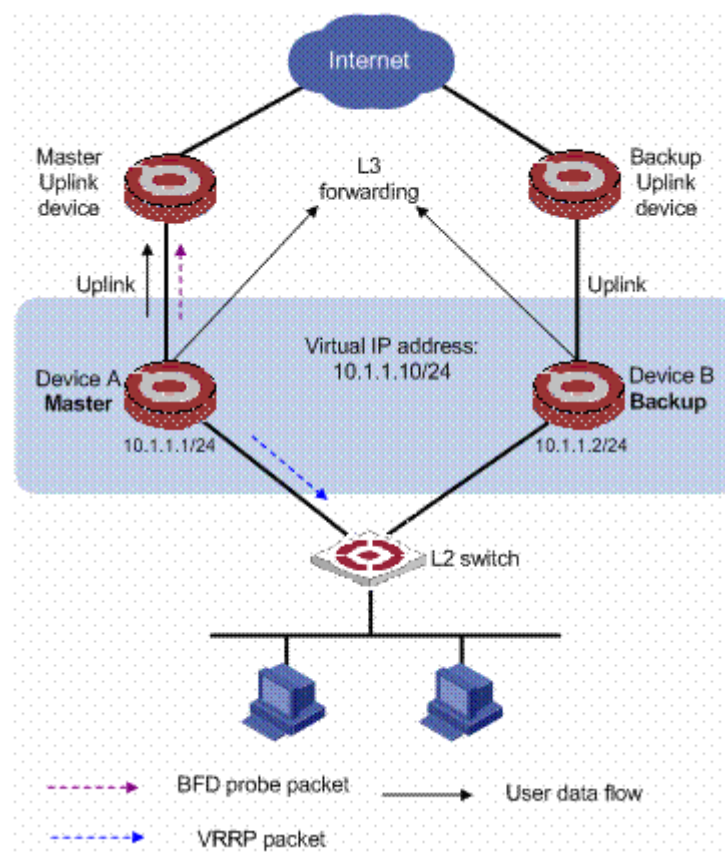 Internet
Master
Uplink
device
L3
forwarding
Backup
Uplink
device
Uplink
Uplink
Virtual IP address:
10.1.1.10/24
Device A
Master
Device B
Backup
10.1.1.1/24
10.1.1.2/24
L2 switch
BFD probe packet
User data flow
VRRP packet